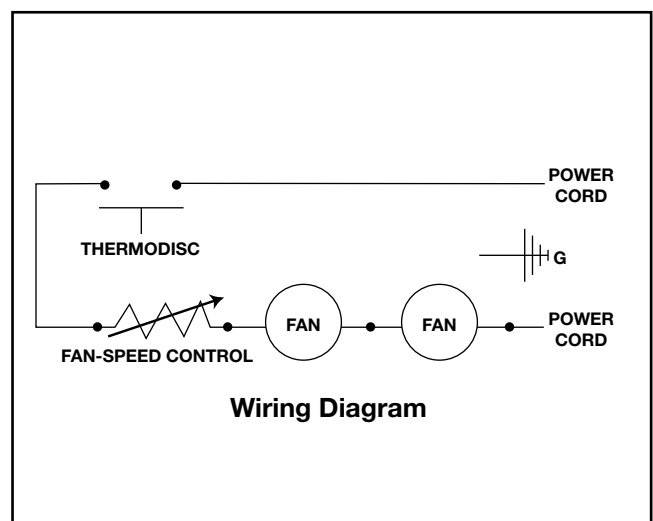 POWER
CORD
THERMODISC
G
FAN
FAN
POWER
CORD
FAN-SPEED CONTROL
Wiring Diagram